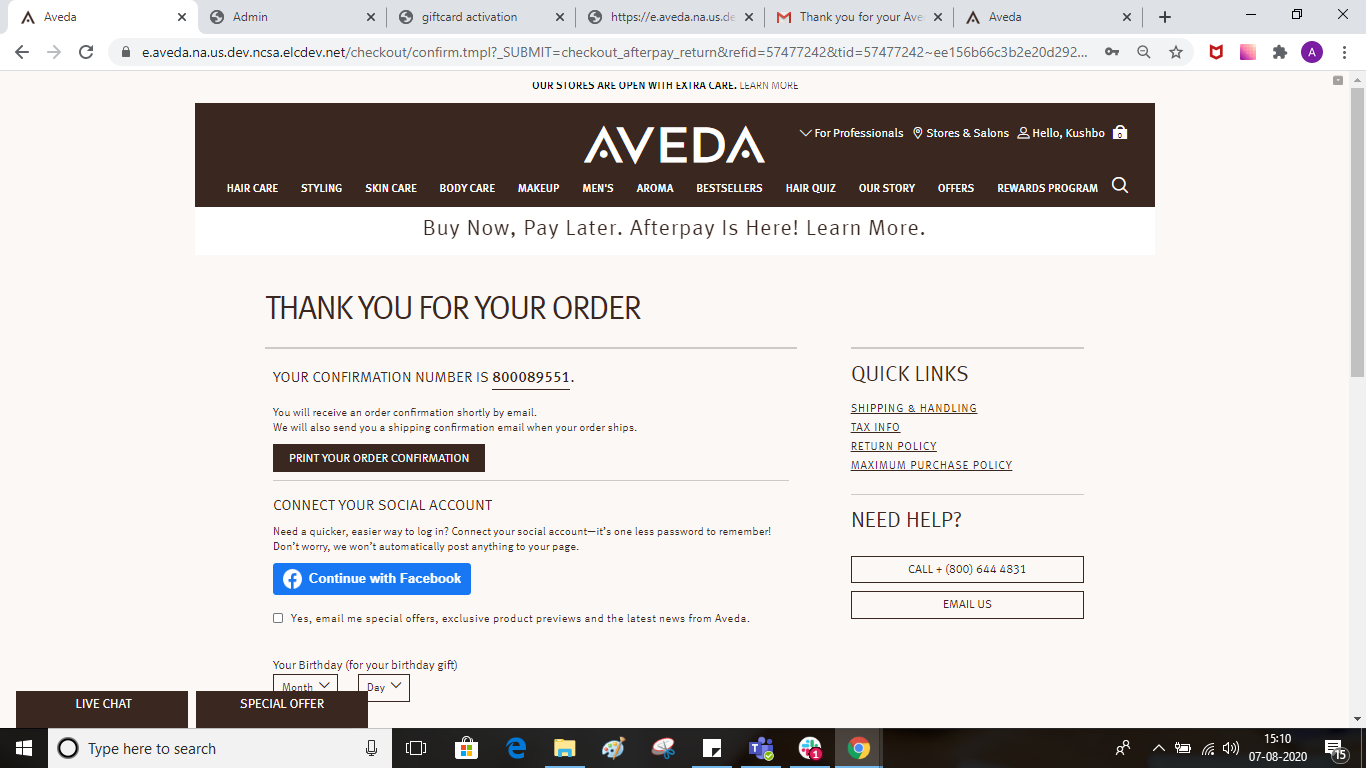 Aveda
Admin
giftcard activation
https://e.aveda.na.us.de
Thank you for your Ave
Aveda
e.aveda.na.us.dev.ncsa.elcdev.net/checkout/confirm.tmpl?_SUBMIT=checkout_afterpay_return&refid=57477242&tid=57477242~ee156b66c3b2e20d292...
A
OUR STORES ARE OPEN WITH EXTRA CARE. LEARN MORE
AVEDA
For Professionals
Stores & Salons
Hello, Kushbo
0
HAIR CARE
STYLING
SKIN CARE
BODY CARE
MAKEUP
MEN'S
AROMA
BESTSELLERS
HAIR QUIZ
OUR STORY
OFFERS
REWARDS PROGRAM
Buy Now, Pay Later. Afterpay Is Here! Learn More.
THANK YOU FOR YOUR ORDER
YOUR CONFIRMATION NUMBER IS 800089551.
You will receive an order confirmation shortly by email.
We will also send you a shipping confirmation email when your order ships.
PRINT YOUR ORDER CONFIRMATION
CONNECT YOUR SOCIAL ACCOUNT
Need a quicker, easier way to log in? Connect your social account—it's one less password to remember!
Don't worry, we won't automatically post anything to your page.
Continue with Facebook
Yes, email me special offers, exclusive product previews and the latest news from Aveda.
Your Birthday (for your birthday gift)
Month
Day
QUICK LINKS
SHIPPING & HANDLING
TAX INFO
RETURN POLICY
MAXIMUM PURCHASE POLICY
NEED HELP?
CALL + (800) 644 4831
EMAIL US
LIVE CHAT
SPECIAL OFFER
Type here to search
1
15:10
07-08-2020
15